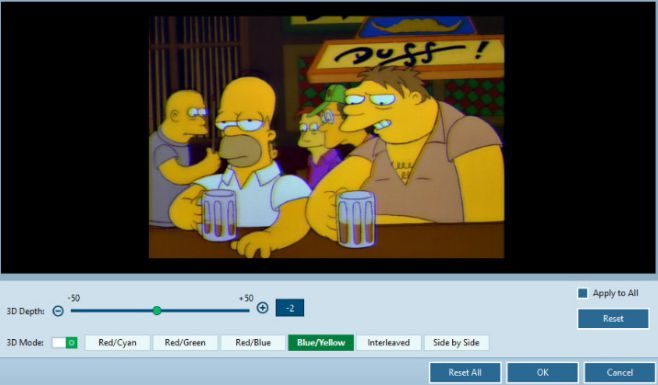 Duff!
-50
+50
3D Depth:
-2
Apply to All
Reset
3D Mode:
Red/Cyan
Red/Green
Red/Blue
Blue/Yellow
Interleaved
Side by Side
Reset All
OK
Cancel